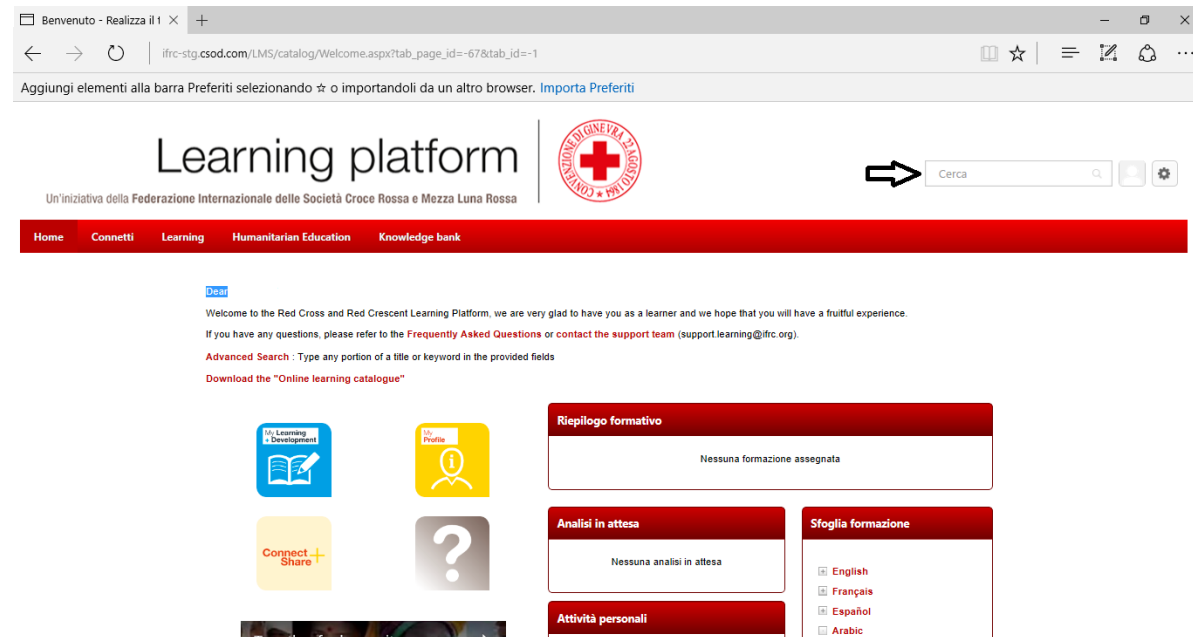 Benvenuto - Realizza il t
ifrc-stg.csod.com/LMS/catalog/Welcome.aspx?tab_page_id=-67&tab_id=-1
Aggiungi elementi alla barra Preferiti selezionando ☆ o importandoli da un altro browser. Importa Preferiti
Learning platform
Un'iniziativa della Federazione Internazionale delle Società Croce Rossa e Mezza Luna Rossa
CONVENZIONE DI GINEVRA 22 AGOSTO 1864
Cerca
Home Connetti Learning Humanitarian Education Knowledge bank
Dear
Welcome to the Red Cross and Red Crescent Learning Platform, we are very glad to have you as a learner and we hope that you will have a fruitful experience.
If you have any questions, please refer to the Frequently Asked Questions or contact the support team (support.learning@ifrc.org).
Advanced Search : Type any portion of a title or keyword in the provided fields
Download the "Online learning catalogue"
My Learning
+ Development
My
Profile
Connect
Share
?
Riepilogo formativo
Nessuna formazione assegnata
Analisi in attesa
Nessuna analisi in attesa
Attività personali
Sfoglia formazione
English
Français
Español
Arabic